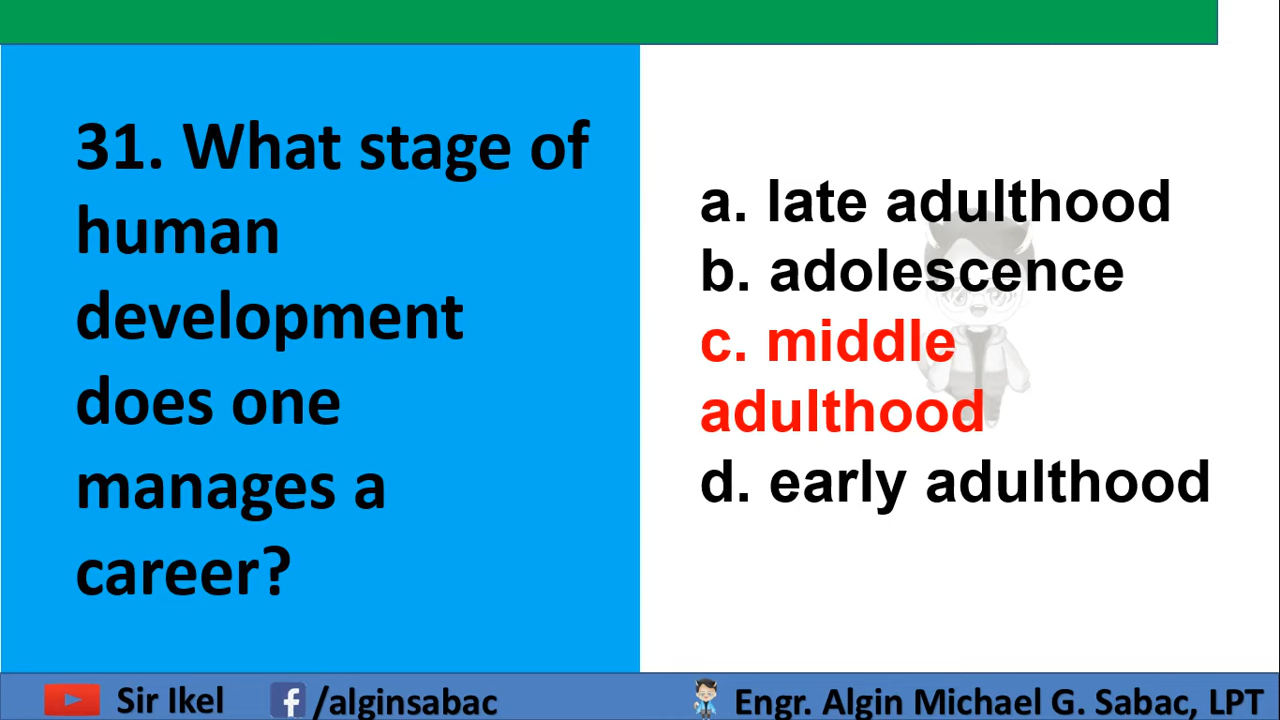 31. What stage of
human
development
does one
manages a
career?
a. late adulthood
b. adolescence
c. middle
adulthood
d. early adulthood
Sir Ikel
/alginsabac
Engr. Algin Michael G. Sabac, LPT